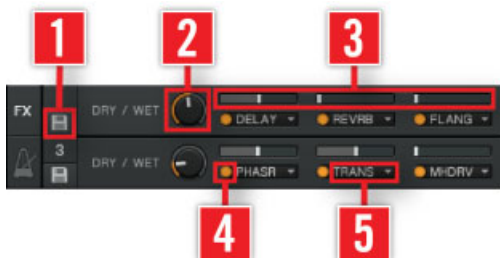 1 2 3
FX DRY / WET DELAY REVRB FLANG
3
DRY / WET PHASR TRANS MHDRV
4 5